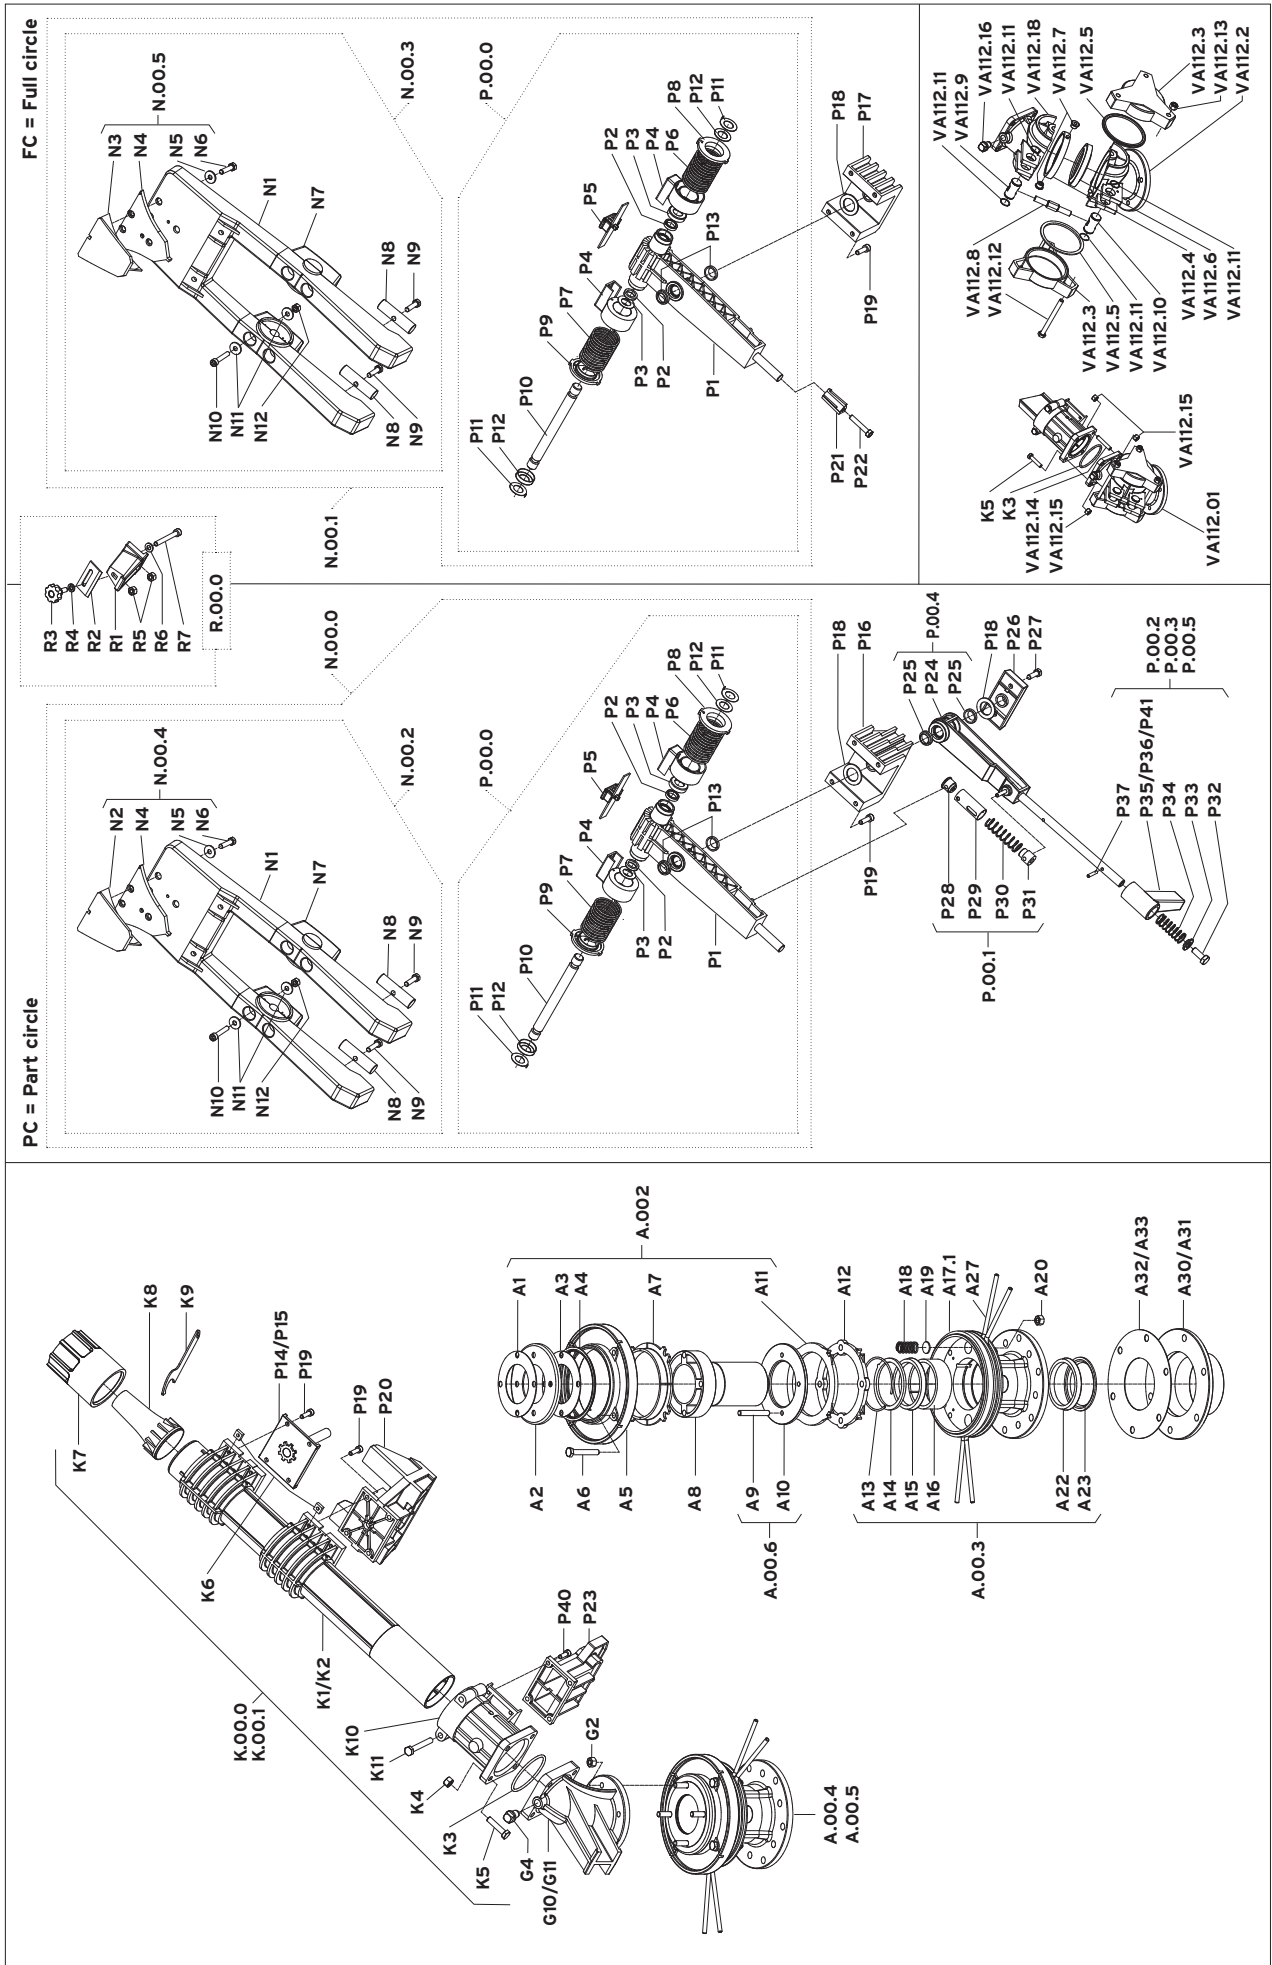 PC = Part circle
FC = Full circle
K7
K8
K9
P14/P15
P19
P19
P20
K6
K.00.0
K.00.1
K1/K2
K10
K11
P40
P23
G2
K4
K3
K5
G4
G10/G11
A.00.4
A.00.5
A.002
A1
A3
A4
A7
A11
A12
A18
A19
A17.1
A27
A20
A32/A33
A30/A31
A2
A6
A5
A8
A9
A10
A.00.6
A13
A14
A15
A16
A22
A23
A.00.3
N.00.4
N2
N4
N5
N6
N1
N7
N8
N9
N10
N11
N12
N8
N9
N.00.0
N.00.2
P.00.0
P5
P2
P3
P4
P6
P8
P12
P11
P4
P7
P9
P10
P11
P12
P3
P2
P1
P13
P18
P16
P19
P.00.4
P25
P24
P25
P18
P26
P27
P28
P29
P30
P31
P.00.1
P.00.2
P.00.3
P.00.5
P37
P35/P36/P41
P34
P33
P32
R3
R4
R2
R1
R5
R6
R7
R.00.0
N.00.5
N3
N4
N5
N6
N1
N7
N8
N9
N10
N11
N12
N8
N9
N.00.1
N.00.3
P.00.0
P5
P2
P3
P4
P6
P8
P12
P11
P4
P7
P9
P10
P11
P12
P3
P2
P1
P13
P18
P17
P19
P21
P22
VA112.11
VA112.9
VA112.16
VA112.11
VA112.18
VA112.7
VA112.5
VA112.3
VA112.13
VA112.2
VA112.8
VA112.12
VA112.3
VA112.5
VA112.11
VA112.10
VA112.4
VA112.6
VA112.11
K5
K3
VA112.14
VA112.15
VA112.15
VA112.01